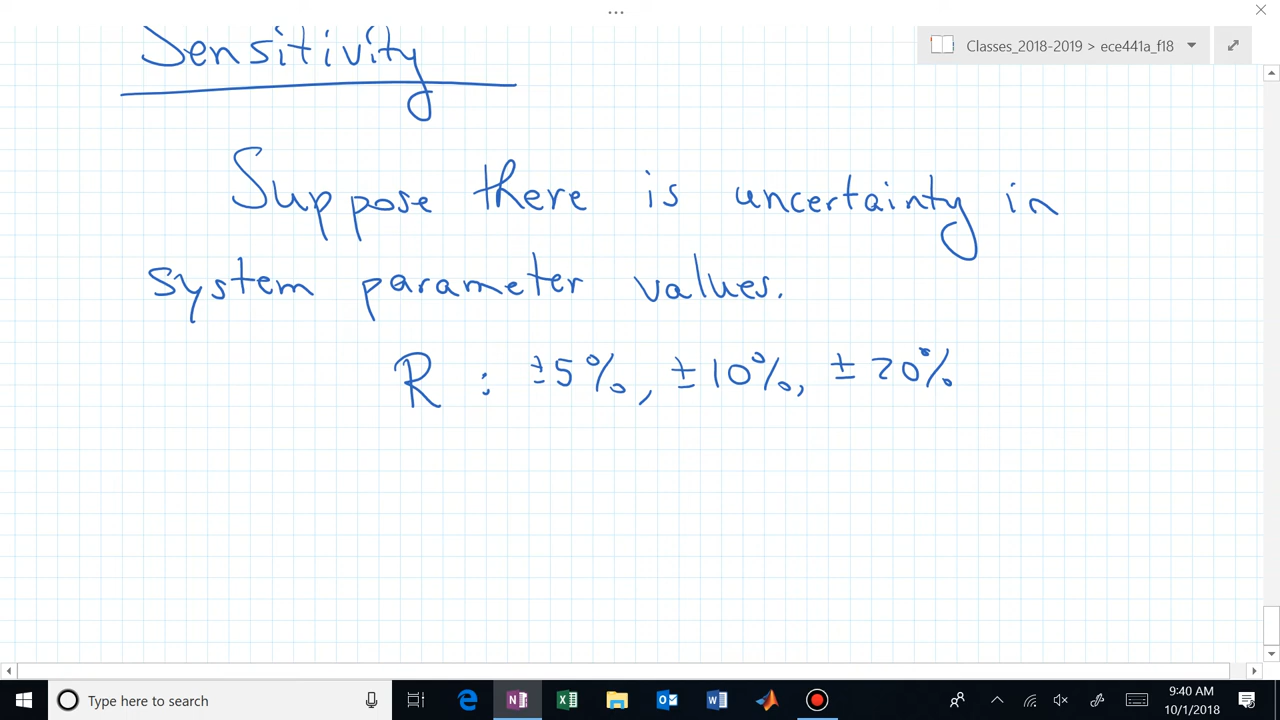 ...
Sensitivity
Classes_2018-2019 > ece441a_f18
Suppose there is uncertainty in
system parameter values.
R : ±5%, ±10%, ±20%
Type here to search
9:40 AM
10/1/2018